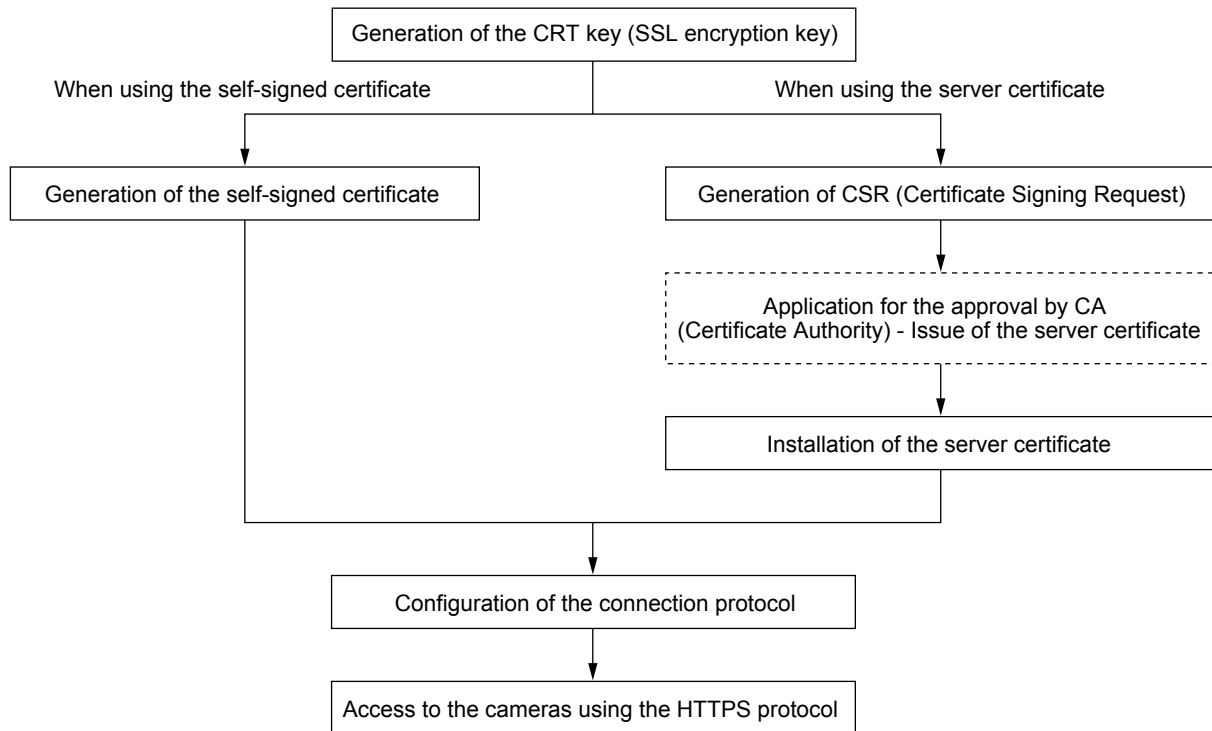 Generation of the CRT key (SSL encryption key)
When using the self-signed certificate
When using the server certificate
Generation of the self-signed certificate
Generation of CSR (Certificate Signing Request)
Application for the approval by CA
(Certificate Authority) - Issue of the server certificate
Installation of the server certificate
Configuration of the connection protocol
Access to the cameras using the HTTPS protocol